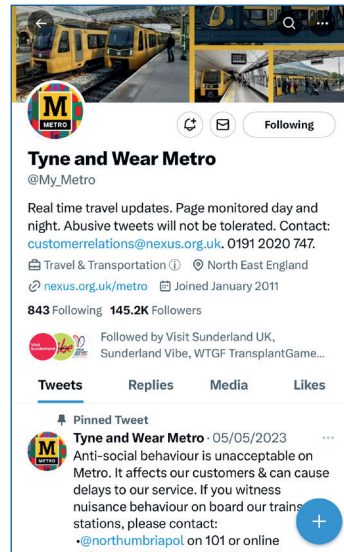 M
METRO
Following
Tyne and Wear Metro
@My_Metro
Real time travel updates. Page monitored day and
night. Abusive tweets will not be tolerated. Contact:
customerrelations@nexus.org.uk. 0191 2020 747.
Travel & Transportation North East England
nexus.org.uk/metro Joined January 2011
843 Following 145.2K Followers
Visit Sunderland vibe
Followed by Visit Sunderland UK,
Sunderland Vibe, WTGF TransplantGame...
Tweets Replies Media Likes
Pinned Tweet
M
METRO
Tyne and Wear Metro · 05/05/2023
Anti-social behaviour is unacceptable on
Metro. It affects our customers & can cause
delays to our service. If you witness
nuisance behaviour on board our trains
stations, please contact:
•@northumbriapol on 101 or online